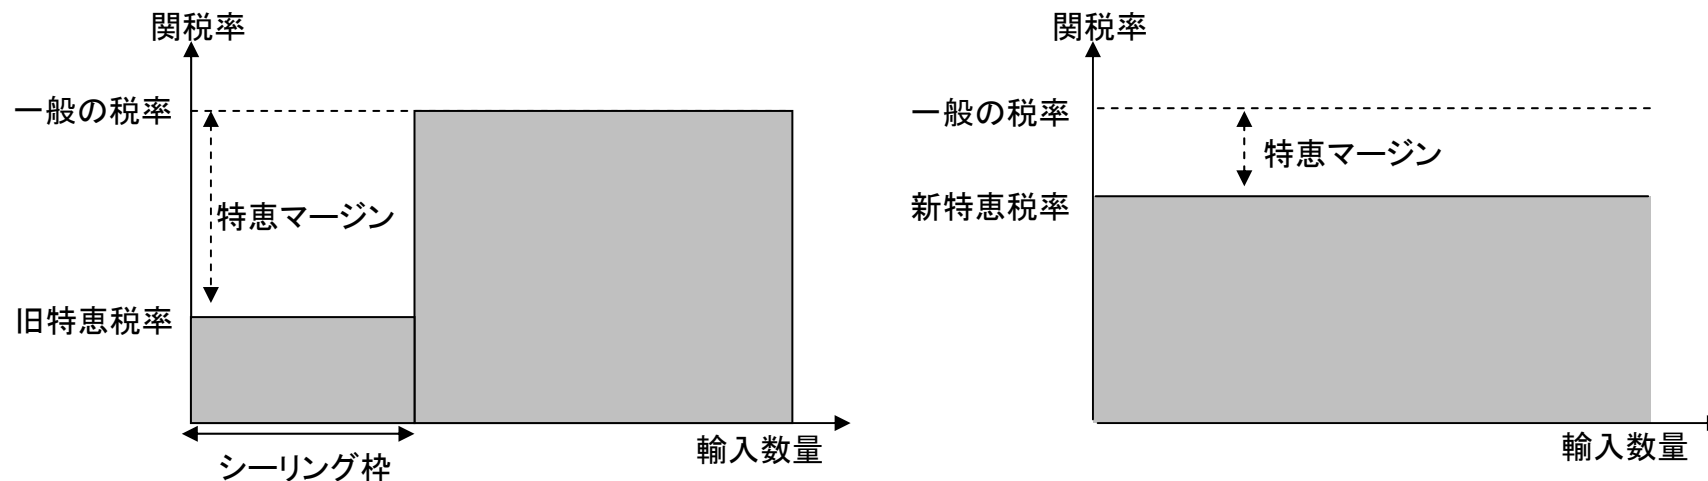 関税率
一般の税率
特恵マージン
旧特恵税率
輸入数量
シーリング枠
関税率
一般の税率
特恵マージン
新特恵税率
輸入数量